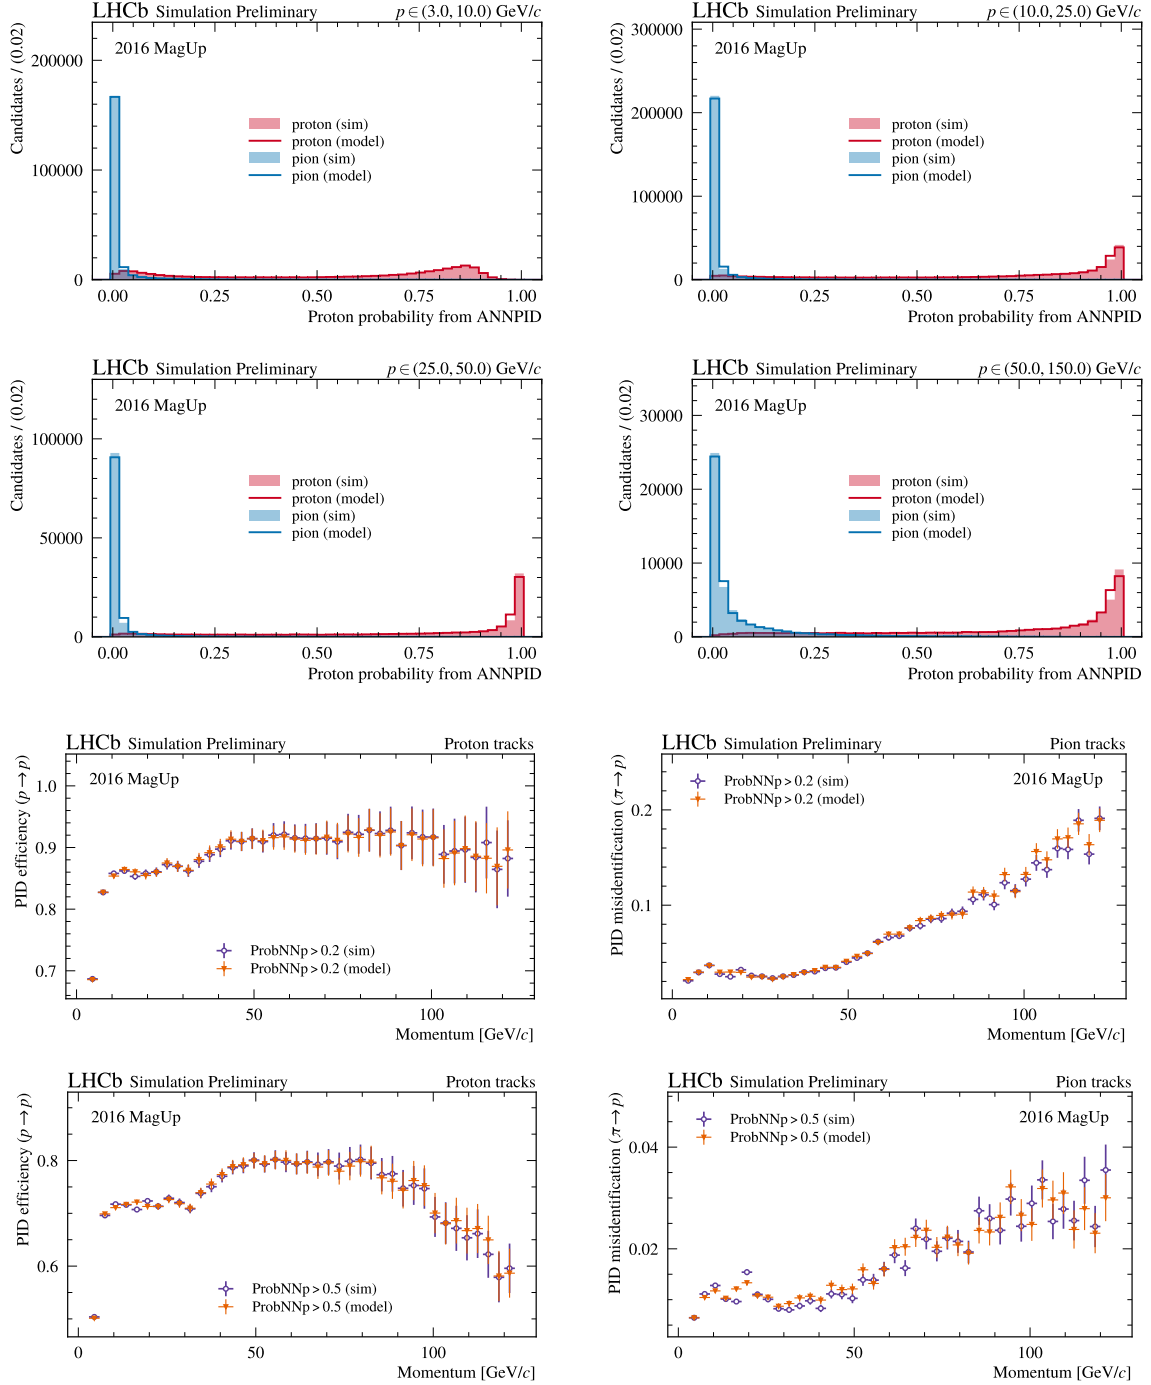 LHCb Simulation Preliminary p ∈ (3.0, 10.0) GeV/c
2016 MagUp
Candidates / (0.02)
200000
100000
0
proton (sim)
proton (model)
pion (sim)
pion (model)
0.00 0.25 0.50 0.75 1.00
Proton probability from ANNPID
LHCb Simulation Preliminary p ∈ (10.0, 25.0) GeV/c
2016 MagUp
Candidates / (0.02)
300000
200000
100000
0
proton (sim)
proton (model)
pion (sim)
pion (model)
0.00 0.25 0.50 0.75 1.00
Proton probability from ANNPID
LHCb Simulation Preliminary p ∈ (25.0, 50.0) GeV/c
2016 MagUp
Candidates / (0.02)
100000
50000
0
proton (sim)
proton (model)
pion (sim)
pion (model)
0.00 0.25 0.50 0.75 1.00
Proton probability from ANNPID
LHCb Simulation Preliminary p ∈ (50.0, 150.0) GeV/c
2016 MagUp
Candidates / (0.02)
30000
20000
10000
0
proton (sim)
proton (model)
pion (sim)
pion (model)
0.00 0.25 0.50 0.75 1.00
Proton probability from ANNPID
LHCb Simulation Preliminary Proton tracks
2016 MagUp
PID efficiency (p → p)
1.0
0.9
0.8
0.7
ProbNNp > 0.2 (sim)
ProbNNp > 0.2 (model)
0 50 100
Momentum [GeV/c]
LHCb Simulation Preliminary Pion tracks
2016 MagUp
PID misidentification (π → p)
ProbNNp > 0.2 (sim)
ProbNNp > 0.2 (model)
0.2
0.1
0 50 100
Momentum [GeV/c]
LHCb Simulation Preliminary Proton tracks
2016 MagUp
PID efficiency (p → p)
0.8
0.6
ProbNNp > 0.5 (sim)
ProbNNp > 0.5 (model)
0 50 100
Momentum [GeV/c]
LHCb Simulation Preliminary Pion tracks
2016 MagUp
PID misidentification (π → p)
ProbNNp > 0.5 (sim)
ProbNNp > 0.5 (model)
0.04
0.02
0 50 100
Momentum [GeV/c]